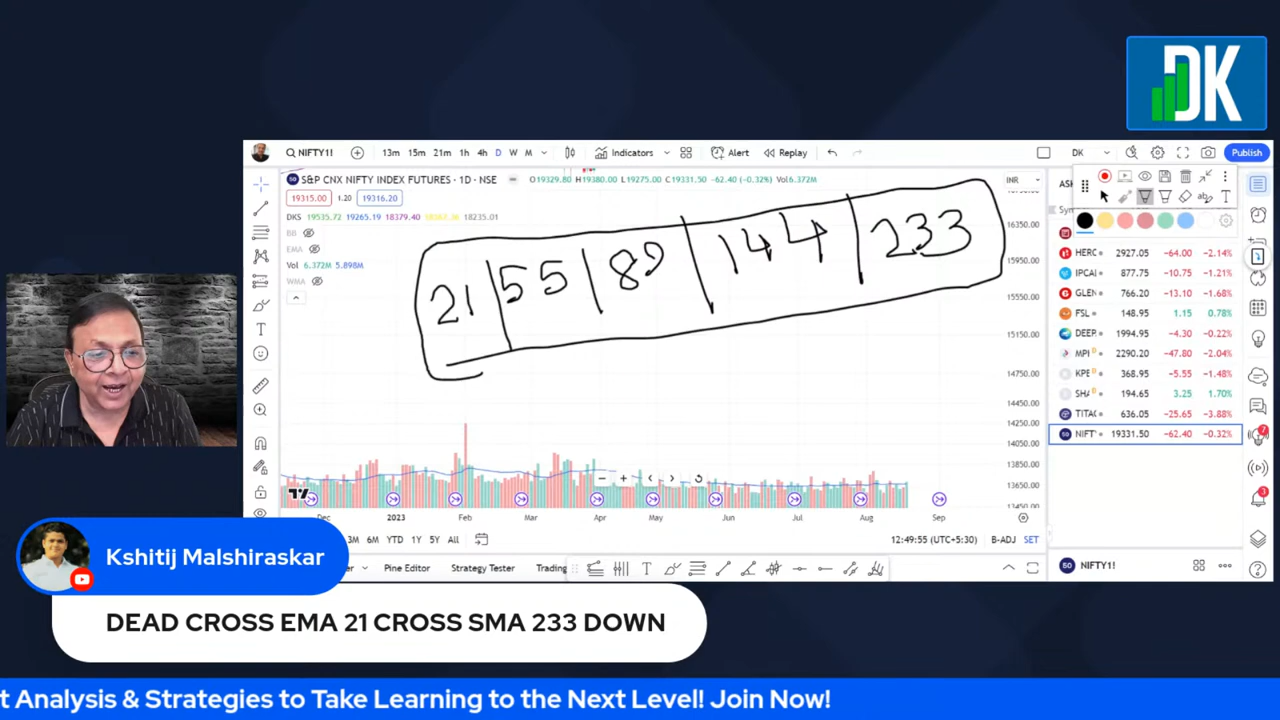 DK
NIFTY1!
13m 15m 21m 1h 4h D W M
Indicators
Alert
Replay
DK
Publish
S&P CNX NIFTY INDEX FUTURES · 1D · NSE
O19329.80 H19380.00 L19275.00 C19331.50 −62.40 (−0.32%) Vol6.372M
INR
19315.00 1.20 19316.20
DKS 19535.72 19265.19 18379.40 18235.01
BB
EMA
Vol 6.372M 5.898M
WMA
21 55 89 144 233
16350.00
15950.00
15550.00
15150.00
14750.00
14450.00
14250.00
14050.00
13850.00
13650.00
13450.00
HERC 2927.05 −64.00 −2.14%
IPCAI 877.75 −10.75 −1.21%
GLEN 766.20 −13.10 −1.68%
FSL 148.95 1.15 0.78%
DEEP 1994.95 −4.30 −0.22%
MPI 2290.20 −47.80 −2.04%
KPE 368.95 −5.55 −1.48%
SHA 194.65 3.25 1.70%
TITAG 636.05 −25.65 −3.88%
NIFTY 19331.50 −62.40 −0.32%
7
3
Dec 2023 Feb Mar Apr May Jun Jul Aug Sep
3M 6M YTD 1Y 5Y All
12:49:55 (UTC+5:30) B-ADJ SET
Pine Editor Strategy Tester Trading
NIFTY1!
Kshitij Malshiraskar
DEAD CROSS EMA 21 CROSS SMA 233 DOWN
t Analysis & Strategies to Take Learning to the Next Level! Join Now!